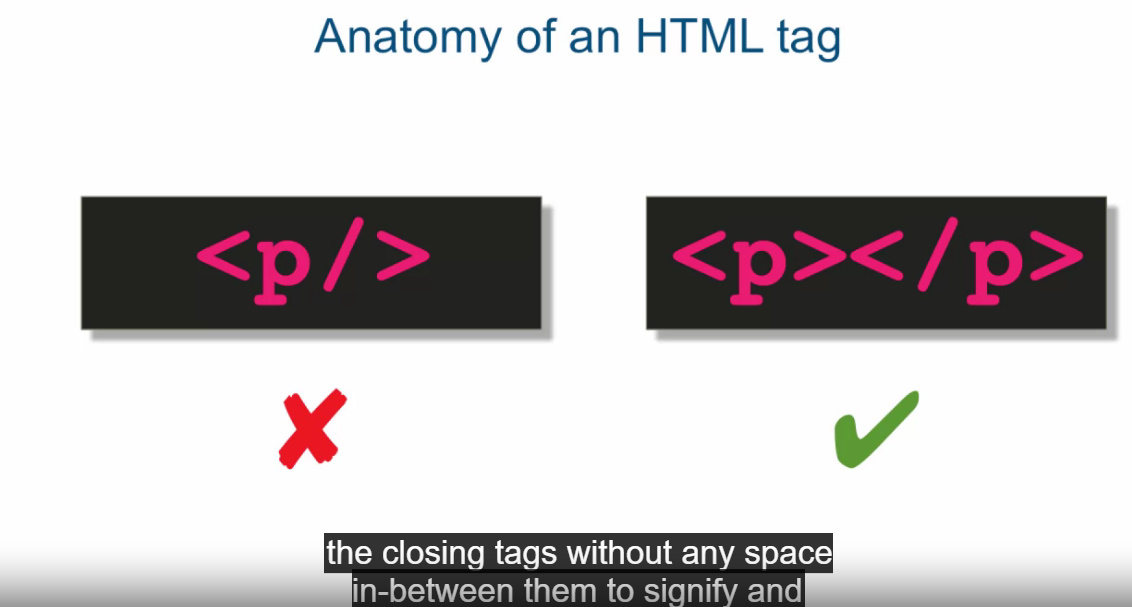 Anatomy of an HTML tag
<p/>
<p></p>
the closing tags without any space
in-between them to signify and